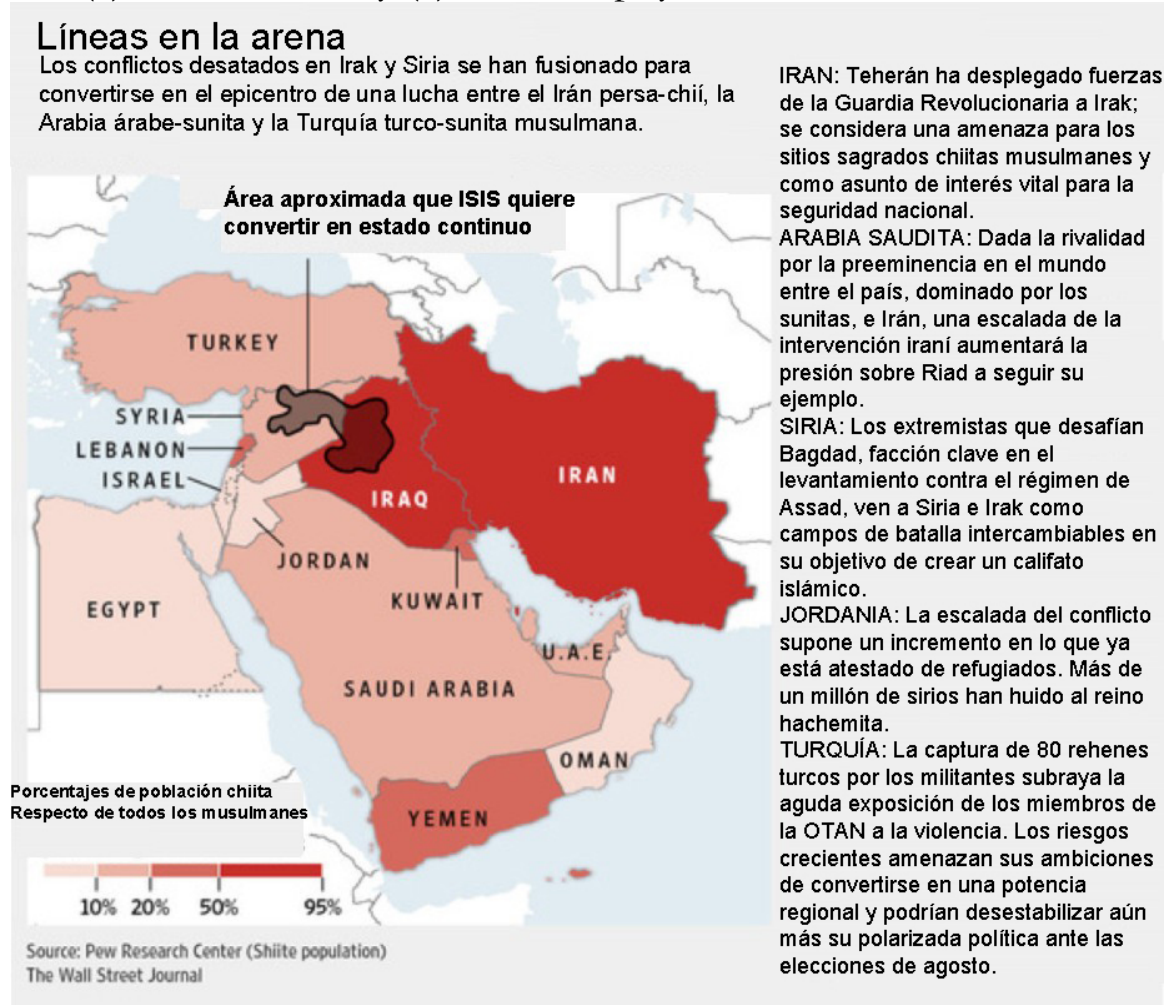 Líneas en la arena
Los conflictos desatados en Irak y Siria se han fusionado para
convertirse en el epicentro de una lucha entre el Irán persa-chií, la
Arabia árabe-sunita y la Turquía turco-sunita musulmana.
Área aproximada que ISIS quiere
convertir en estado continuo
TURKEY
SYRIA
LEBANON
ISRAEL
IRAQ
IRAN
JORDAN
KUWAIT
EGYPT
U.A.E.
SAUDI ARABIA
OMAN
YEMEN
Porcentajes de población chiita
Respecto de todos los musulmanes
10% 20% 50% 95%
Source: Pew Research Center (Shiite population)
The Wall Street Journal
IRAN: Teherán ha desplegado fuerzas
de la Guardia Revolucionaria a Irak;
se considera una amenaza para los
sitios sagrados chiitas musulmanes y
como asunto de interés vital para la
seguridad nacional.
ARABIA SAUDITA: Dada la rivalidad
por la preeminencia en el mundo
entre el país, dominado por los
sunitas, e Irán, una escalada de la
intervención iraní aumentará la
presión sobre Riad a seguir su
ejemplo.
SIRIA: Los extremistas que desafían
Bagdad, facción clave en el
levantamiento contra el régimen de
Assad, ven a Siria e Irak como
campos de batalla intercambiables en
su objetivo de crear un califato
islámico.
JORDANIA: La escalada del conflicto
supone un incremento en lo que ya
está atestado de refugiados. Más de
un millón de sirios han huido al reino
hachemita.
TURQUÍA: La captura de 80 rehenes
turcos por los militantes subraya la
aguda exposición de los miembros de
la OTAN a la violencia. Los riesgos
crecientes amenazan sus ambiciones
de convertirse en una potencia
regional y podrían desestabilizar aún
más su polarizada política ante las
elecciones de agosto.